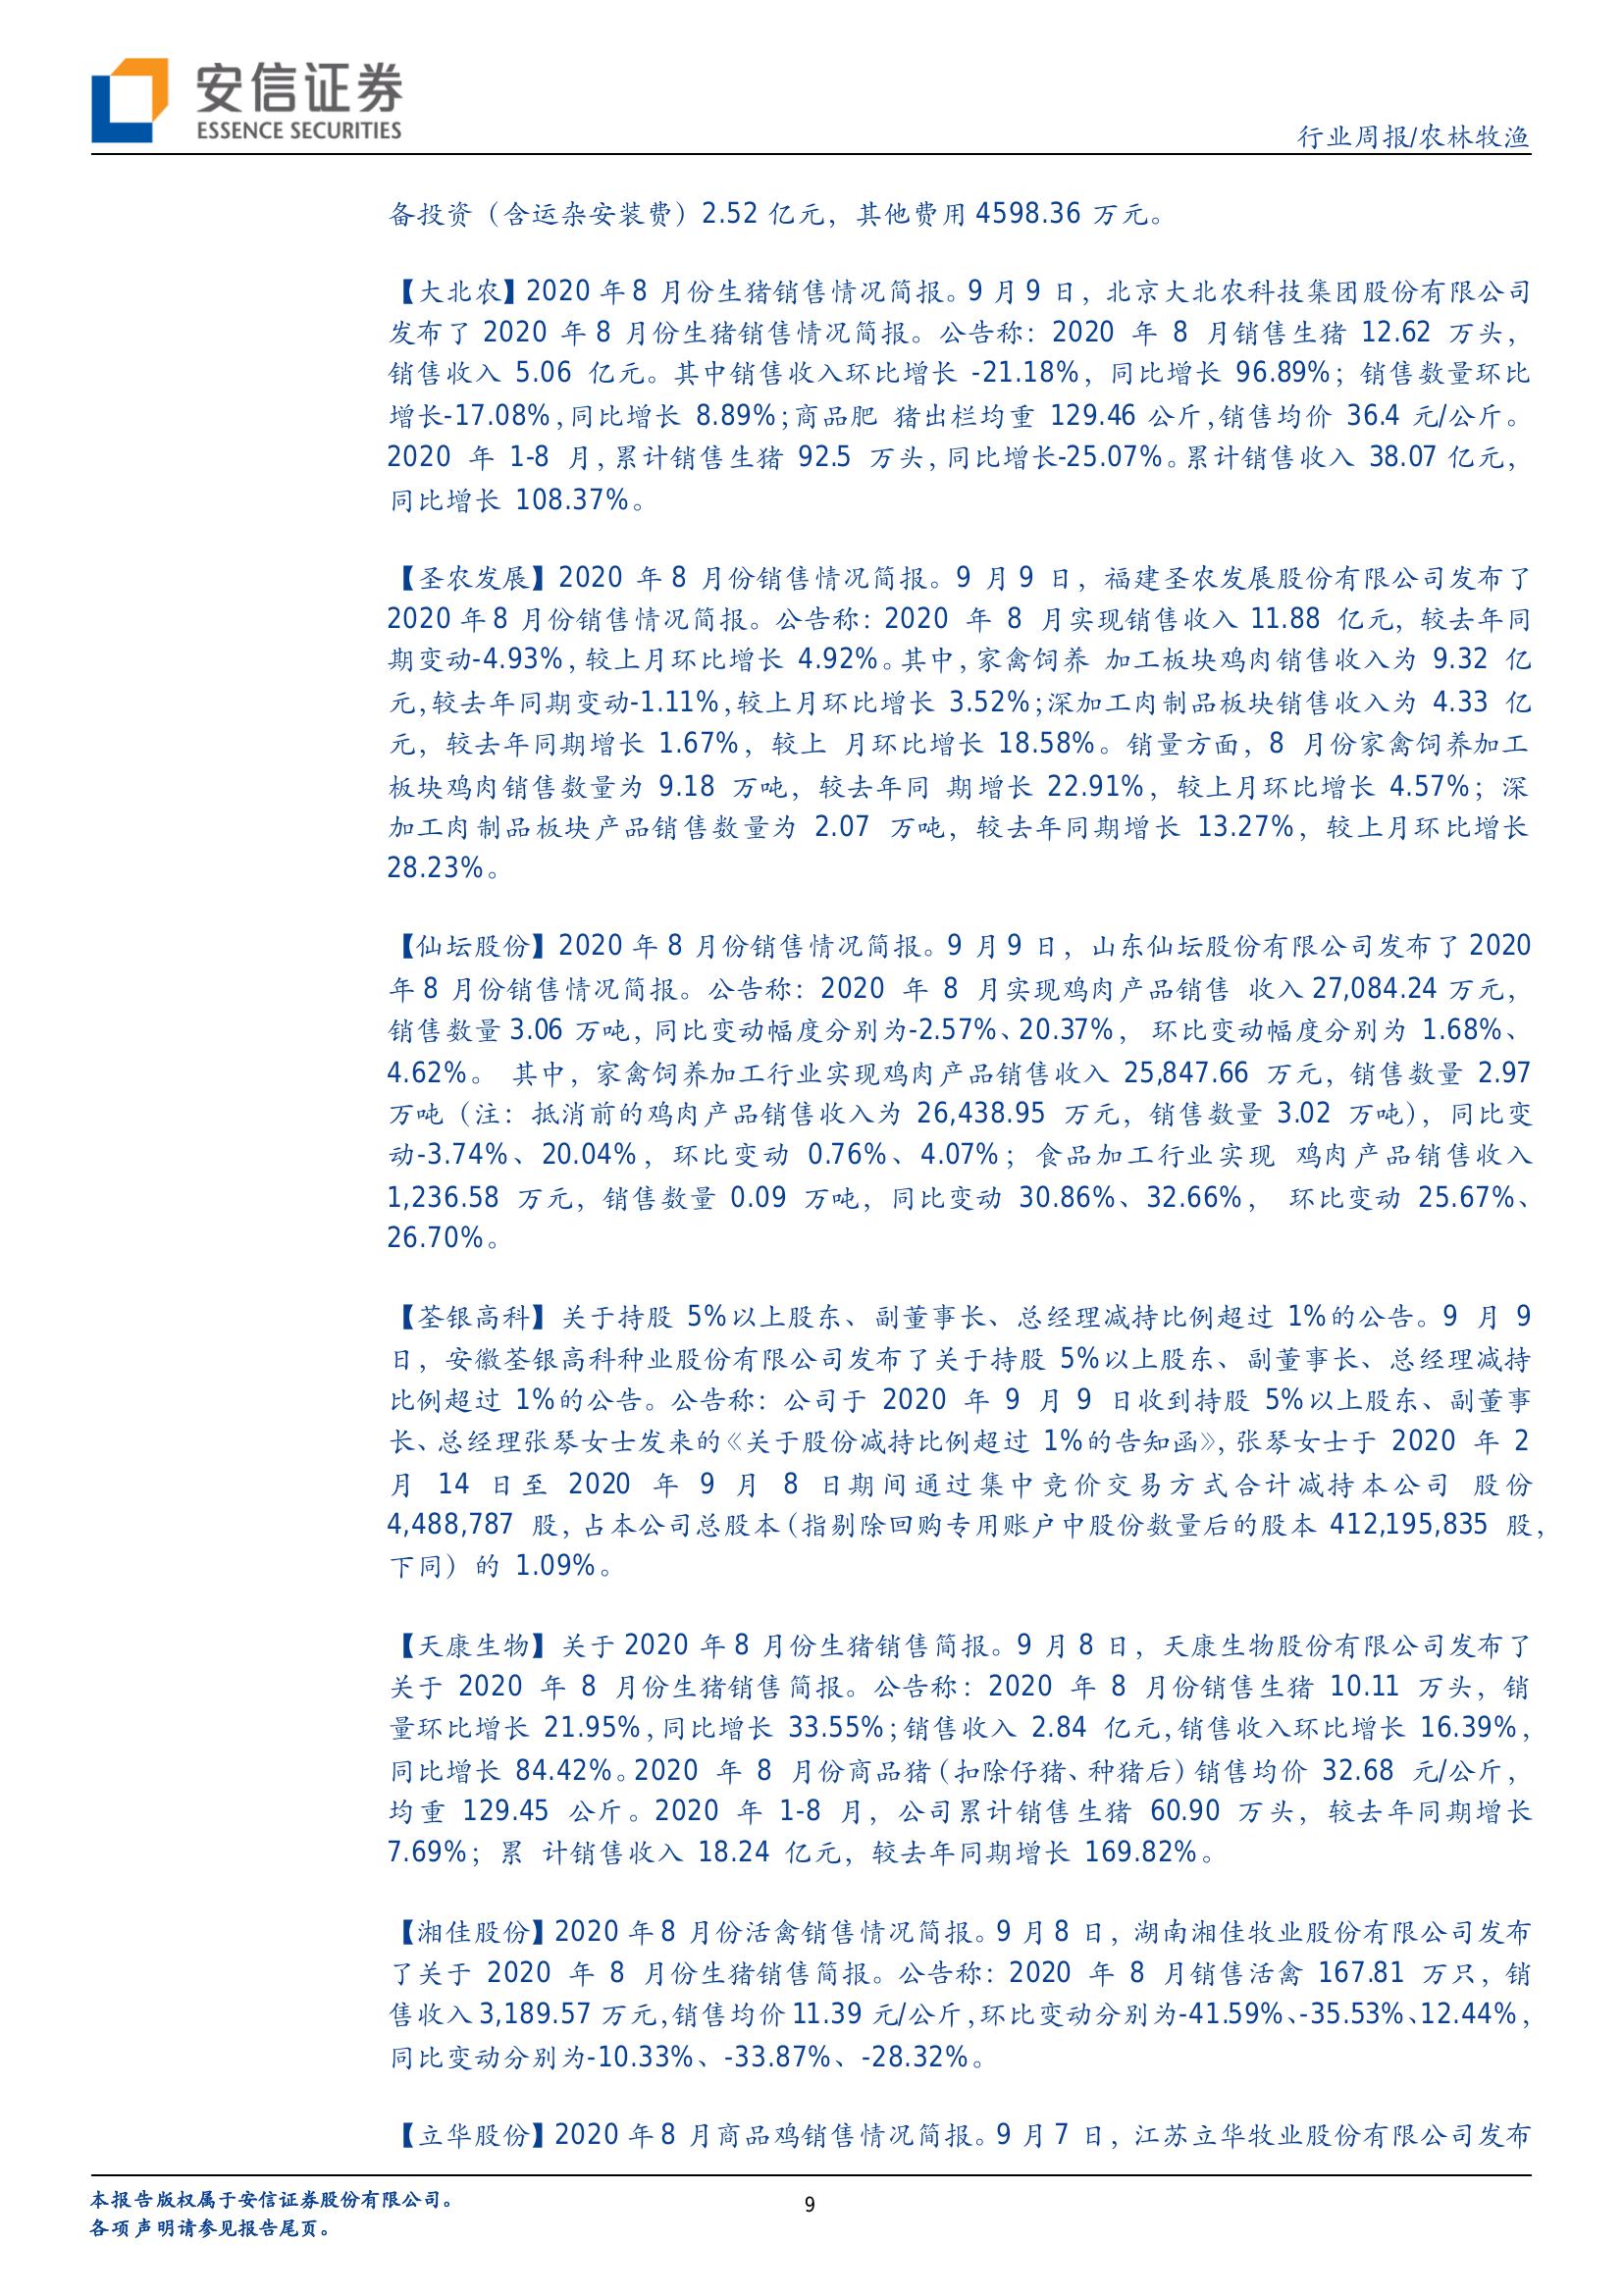 安信证券
ESSENCE SECURITIES
行业周报/农林牧渔
备投资（含运杂安装费）2.52 亿元，其他费用 4598.36 万元。
【大北农】2020 年 8 月份生猪销售情况简报。9 月 9 日，北京大北农科技集团股份有限公司
发布了 2020 年 8 月份生猪销售情况简报。公告称：2020 年 8 月销售生猪 12.62 万头，
销售收入 5.06 亿元。其中销售收入环比增长 -21.18%，同比增长 96.89%；销售数量环比
增长-17.08%,同比增长 8.89%;商品肥 猪出栏均重 129.46 公斤,销售均价 36.4 元/公斤。
2020 年 1-8 月,累计销售生猪 92.5 万头,同比增长-25.07%。累计销售收入 38.07 亿元，
同比增长 108.37%。
【圣农发展】2020 年 8 月份销售情况简报。9 月 9 日，福建圣农发展股份有限公司发布了
2020 年 8 月份销售情况简报。公告称：2020 年 8 月实现销售收入 11.88 亿元，较去年同
期变动-4.93%,较上月环比增长 4.92%。其中,家禽饲养 加工板块鸡肉销售收入为 9.32 亿
元,较去年同期变动-1.11%,较上月环比增长 3.52%;深加工肉制品板块销售收入为 4.33 亿
元，较去年同期增长 1.67%，较上 月环比增长 18.58%。销量方面，8 月份家禽饲养加工
板块鸡肉销售数量为 9.18 万吨，较去年同 期增长 22.91%，较上月环比增长 4.57%；深
加工肉制品板块产品销售数量为 2.07 万吨，较去年同期增长 13.27%，较上月环比增长
28.23%。
【仙坛股份】2020 年 8 月份销售情况简报。9 月 9 日，山东仙坛股份有限公司发布了 2020
年 8 月份销售情况简报。公告称：2020 年 8 月实现鸡肉产品销售 收入 27,084.24 万元，
销售数量 3.06 万吨，同比变动幅度分别为-2.57%、20.37%， 环比变动幅度分别为 1.68%、
4.62%。 其中，家禽饲养加工行业实现鸡肉产品销售收入 25,847.66 万元，销售数量 2.97
万吨（注：抵消前的鸡肉产品销售收入为 26,438.95 万元，销售数量 3.02 万吨），同比变
动-3.74%、20.04%，环比变动 0.76%、4.07%；食品加工行业实现 鸡肉产品销售收入
1,236.58 万元，销售数量 0.09 万吨，同比变动 30.86%、32.66%， 环比变动 25.67%、
26.70%。
【荃银高科】关于持股 5%以上股东、副董事长、总经理减持比例超过 1%的公告。9 月 9
日，安徽荃银高科种业股份有限公司发布了关于持股 5%以上股东、副董事长、总经理减持
比例超过 1%的公告。公告称：公司于 2020 年 9 月 9 日收到持股 5%以上股东、副董事
长、总经理张琴女士发来的《关于股份减持比例超过 1%的告知函》,张琴女士于 2020 年 2
月 14 日至 2020 年 9 月 8 日期间通过集中竞价交易方式合计减持本公司 股份
4,488,787 股，占本公司总股本（指剔除回购专用账户中股份数量后的股本 412,195,835 股，
下同）的 1.09%。
【天康生物】关于 2020 年 8 月份生猪销售简报。9 月 8 日，天康生物股份有限公司发布了
关于 2020 年 8 月份生猪销售简报。公告称：2020 年 8 月份销售生猪 10.11 万头，销
量环比增长 21.95%,同比增长 33.55%;销售收入 2.84 亿元,销售收入环比增长 16.39%,
同比增长 84.42%。2020 年 8 月份商品猪（扣除仔猪、种猪后）销售均价 32.68 元/公斤，
均重 129.45 公斤。2020 年 1-8 月，公司累计销售生猪 60.90 万头，较去年同期增长
7.69%；累 计销售收入 18.24 亿元，较去年同期增长 169.82%。
【湘佳股份】2020 年 8 月份活禽销售情况简报。9 月 8 日，湖南湘佳牧业股份有限公司发布
了关于 2020 年 8 月份生猪销售简报。公告称：2020 年 8 月销售活禽 167.81 万只，销
售收入 3,189.57 万元,销售均价 11.39 元/公斤,环比变动分别为-41.59%、-35.53%、12.44%,
同比变动分别为-10.33%、-33.87%、-28.32%。
【立华股份】2020 年 8 月商品鸡销售情况简报。9 月 7 日，江苏立华牧业股份有限公司发布
本报告版权属于安信证券股份有限公司。
各项声明请参见报告尾页。
9